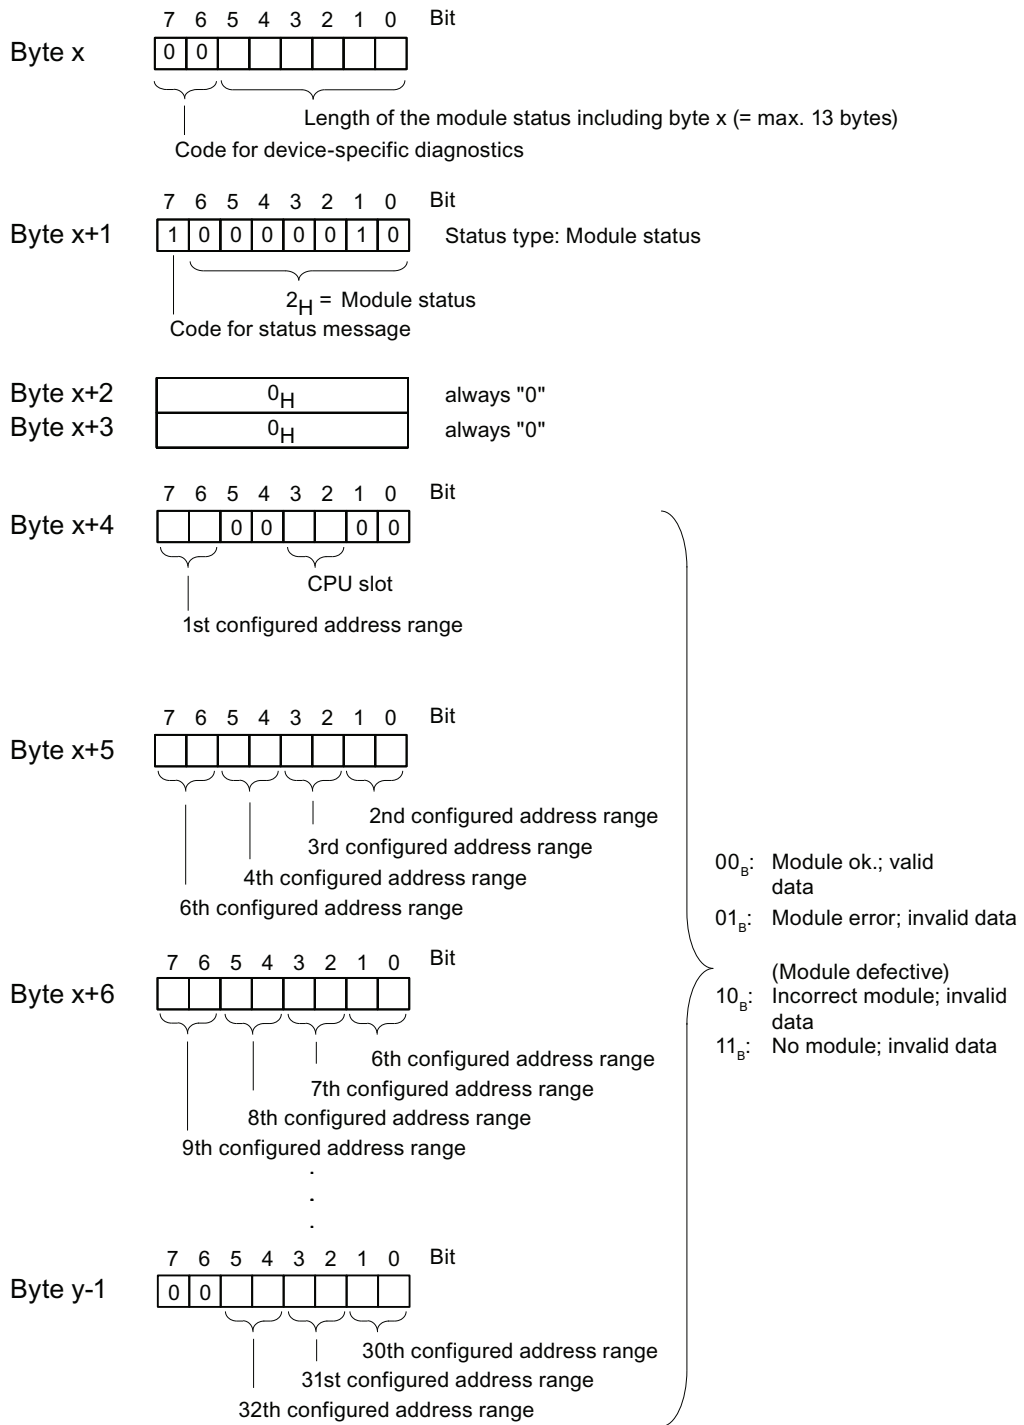 7 6 5 4 3 2 1 0 Bit
Byte x 0 0
Length of the module status including byte x (= max. 13 bytes)
Code for device-specific diagnostics
7 6 5 4 3 2 1 0 Bit
Byte x+1 1 0 0 0 0 0 1 0 Status type: Module status
2H = Module status
Code for status message
Byte x+2 0H always "0"
Byte x+3 0H always "0"
7 6 5 4 3 2 1 0 Bit
Byte x+4 0 0 0 0
CPU slot
1st configured address range
7 6 5 4 3 2 1 0 Bit
Byte x+5
2nd configured address range
3rd configured address range
4th configured address range
6th configured address range
7 6 5 4 3 2 1 0 Bit
Byte x+6
6th configured address range
7th configured address range
8th configured address range
9th configured address range
.
.
.
7 6 5 4 3 2 1 0 Bit
Byte y-1 0 0
30th configured address range
31st configured address range
32th configured address range
00B: Module ok.; valid
data
01B: Module error; invalid data
(Module defective)
10B: Incorrect module; invalid
data
11B: No module; invalid data